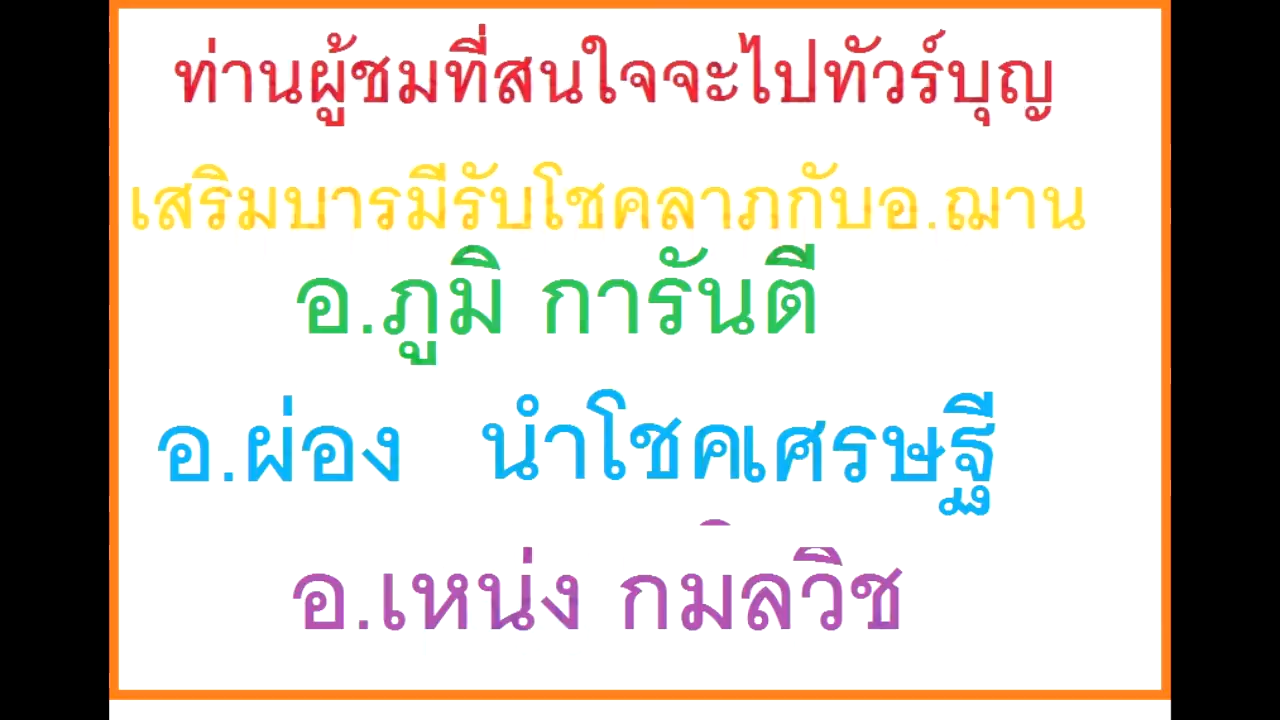 ท่านผู้ชมที่สนใจจะไปทัวร์บุญ
เสริมบารมีรับโชคลาภกับอ.ฌาน
อ.ภูมิ การันตี
อ.ผ่อง นำโชคเศรษฐี
อ.เหน่ง กมลวิช